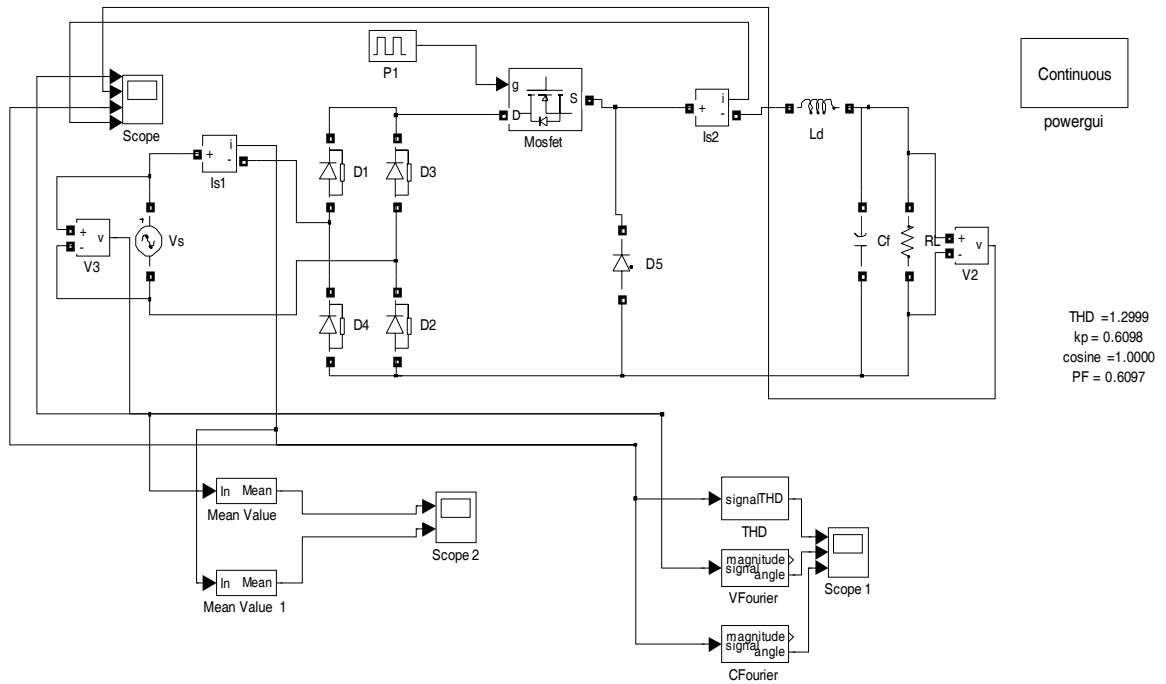 P1
g
D
S
Mosfet
Scope
+
i
-
Is1
+
i
-
Is2
Ld
Continuous
powergui
D1
D3
+
-
v
V3
Vs
D4
D2
D5
Cf
RL
+
-
v
V2
THD =1.2999
kp = 0.6098
cosine =1.0000
PF = 0.6097
In Mean
Mean Value
In Mean
Mean Value 1
Scope 2
signal THD
THD
magnitude
signal
angle
VFourier
magnitude
signal
angle
CFourier
Scope 1